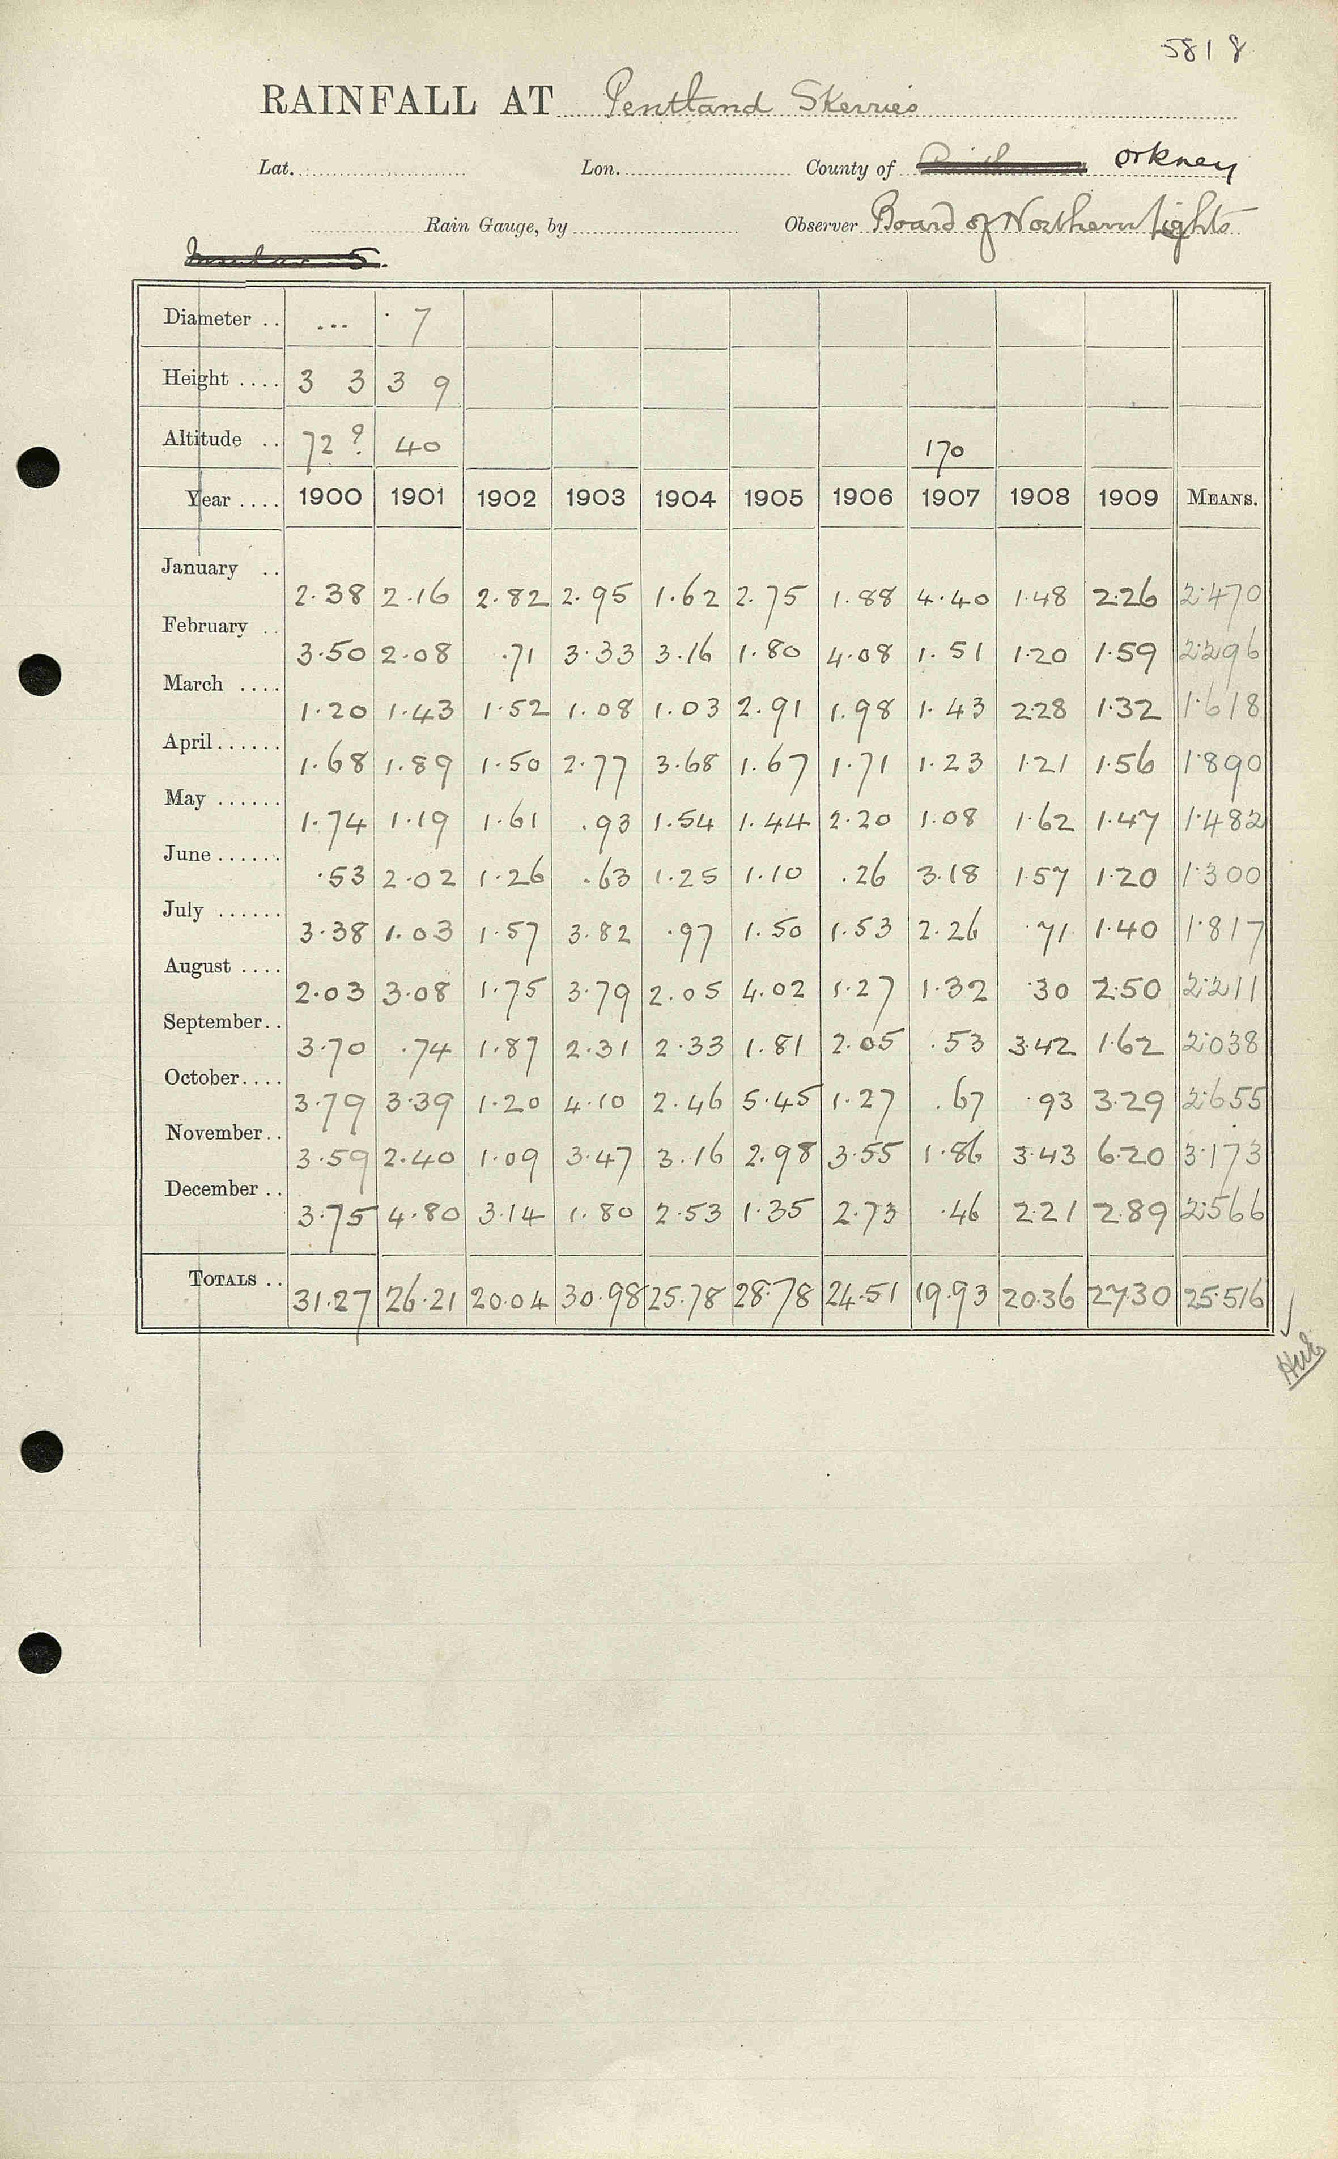 5818
RAINFALL AT Pentland Skerries
Lat. Lon. County of Orkney
Rain Gauge, by Observer Board of Northern Lights
Diameter .. ... 7
Height .... 3 3 3 9
Altitude .. 72? 40 170
Year .... 1900 1901 1902 1903 1904 1905 1906 1907 1908 1909 MEANS.
January .. 2.38 2.16 2.82 2.95 1.62 2.75 1.88 4.40 1.48 2.26 2.470
February .. 3.50 2.08 .71 3.33 3.16 1.80 4.08 1.51 1.20 1.59 2.296
March .... 1.20 1.43 1.52 1.08 1.03 2.91 1.98 1.43 2.28 1.32 1.618
April...... 1.68 1.89 1.50 2.77 3.68 1.67 1.71 1.23 1.21 1.56 1.890
May ...... 1.74 1.19 1.61 .93 1.54 1.44 2.20 1.08 1.62 1.47 1.482
June...... .53 2.02 1.26 .63 1.25 1.10 .26 3.18 1.57 1.20 1.300
July ...... 3.38 1.03 1.57 3.82 .97 1.50 1.53 2.26 .71 1.40 1.817
August .... 2.03 3.08 1.75 3.79 2.05 4.02 1.27 1.32 .30 2.50 2.211
September.. 3.70 .74 1.87 2.31 2.33 1.81 2.05 .53 3.42 1.62 2.038
October.... 3.79 3.39 1.20 4.10 2.46 5.45 1.27 .67 .93 3.29 2.655
November.. 3.59 2.40 1.09 3.47 3.16 2.98 3.55 1.86 3.43 6.20 3.173
December .. 3.75 4.80 3.14 1.80 2.53 1.35 2.73 .46 2.21 2.89 2.566
TOTALS .. 31.27 26.21 20.04 30.98 25.78 28.78 24.51 19.93 20.36 27.30 25.516